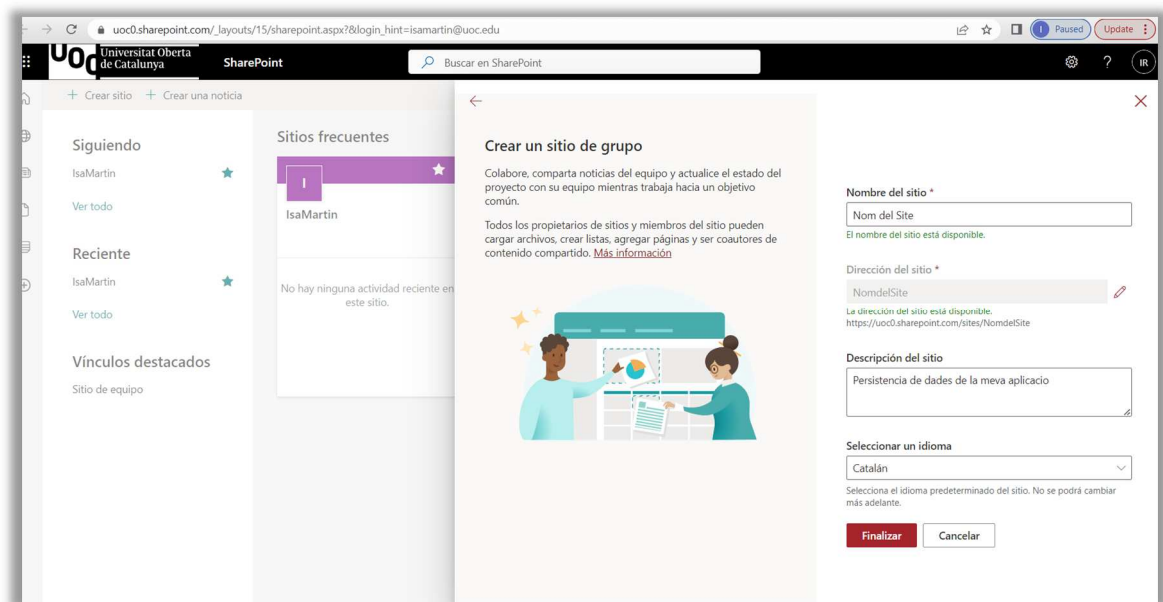 uoc0.sharepoint.com/_layouts/15/sharepoint.aspx?&login_hint=isamartin@uoc.edu
I Paused
Update
UOC Universitat Oberta
de Catalunya
SharePoint
Buscar en SharePoint
? IR
+ Crear sitio + Crear una noticia
Siguiendo
IsaMartin
Ver todo
Reciente
IsaMartin
Ver todo
Vínculos destacados
Sitio de equipo
Sitios frecuentes
I
IsaMartin
No hay ninguna actividad reciente en
este sitio.
Crear un sitio de grupo
Colabore, comparta noticias del equipo y actualice el estado del
proyecto con su equipo mientras trabaja hacia un objetivo
común.
Todos los propietarios de sitios y miembros del sitio pueden
cargar archivos, crear listas, agregar páginas y ser coautores de
contenido compartido. Más información
Nombre del sitio *
Nom del Site
El nombre del sitio está disponible.
Dirección del sitio *
NomdelSite
La dirección del sitio está disponible.
https://uoc0.sharepoint.com/sites/NomdelSite
Descripción del sitio
Persistencia de dades de la meva aplicacio
Seleccionar un idioma
Catalán
Selecciona el idioma predeterminado del sitio. No se podrá cambiar
más adelante.
Finalizar Cancelar